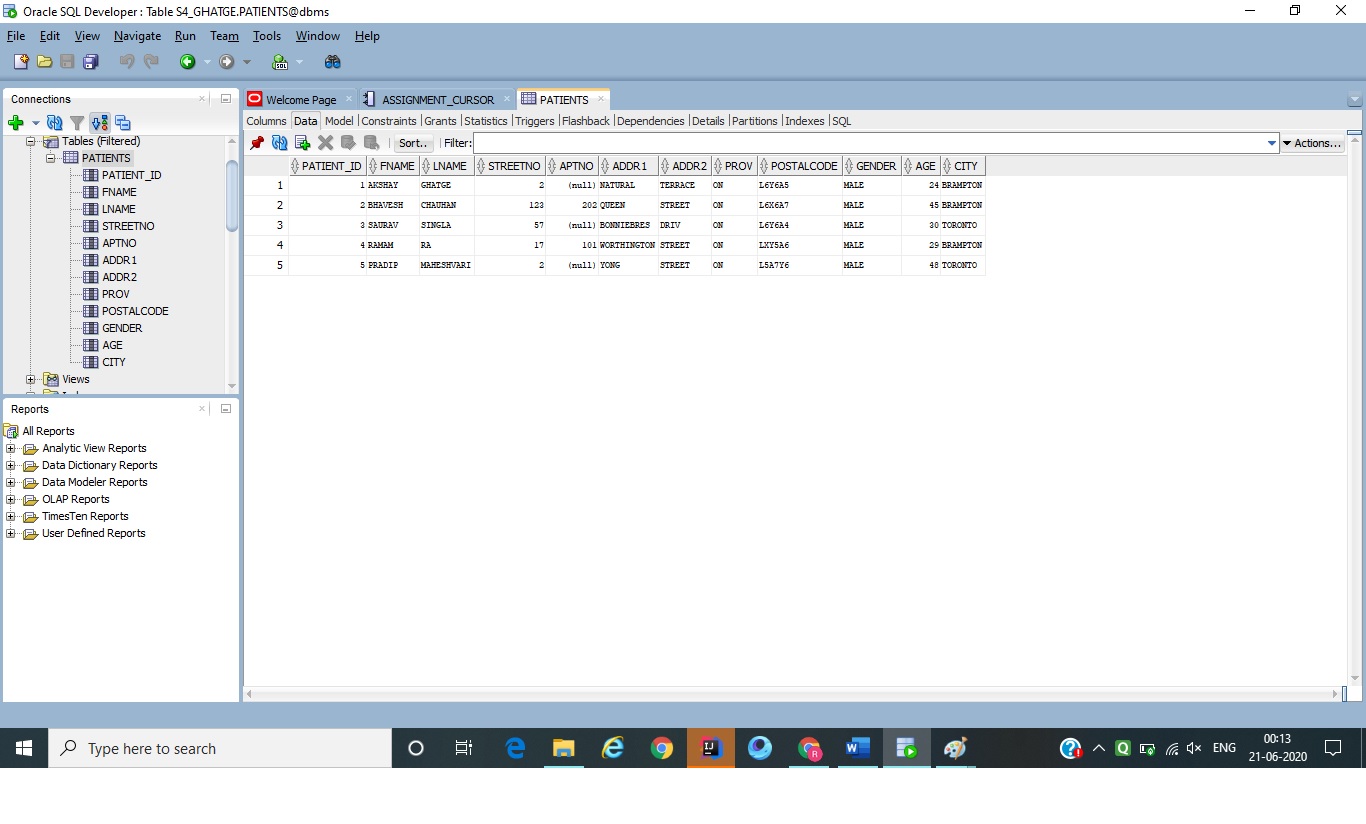 Oracle SQL Developer : Table S4_GHATGE.PATIENTS@dbms
File Edit View Navigate Run Team Tools Window Help
Connections
Tables (Filtered)
PATIENTS
PATIENT_ID
FNAME
LNAME
STREETNO
APTNO
ADDR1
ADDR2
PROV
POSTALCODE
GENDER
AGE
CITY
Views
Reports
All Reports
Analytic View Reports
Data Dictionary Reports
Data Modeler Reports
OLAP Reports
TimesTen Reports
User Defined Reports
Welcome Page ASSIGNMENT_CURSOR PATIENTS
Columns Data Model Constraints Grants Statistics Triggers Flashback Dependencies Details Partitions Indexes SQL
Sort.. Filter: Actions...
PATIENT_ID FNAME LNAME STREETNO APTNO ADDR1 ADDR2 PROV POSTALCODE GENDER AGE CITY
1 1 AKSHAY GHATGE 2 (null) NATURAL TERRACE ON L6Y6A5 MALE 24 BRAMPTON
2 2 BHAVESH CHAUHAN 123 202 QUEEN STREET ON L6X6A7 MALE 45 BRAMPTON
3 3 SAURAV SINGLA 57 (null) BONNIEBRES DRIV ON L6Y6A4 MALE 30 TORONTO
4 4 RAMAM RA 17 101 WORTHINGTON STREET ON LXY5A6 MALE 29 BRAMPTON
5 5 PRADIP MAHESHVARI 2 (null) YONG STREET ON L5A7Y6 MALE 48 TORONTO
Type here to search
ENG
00:13
21-06-2020